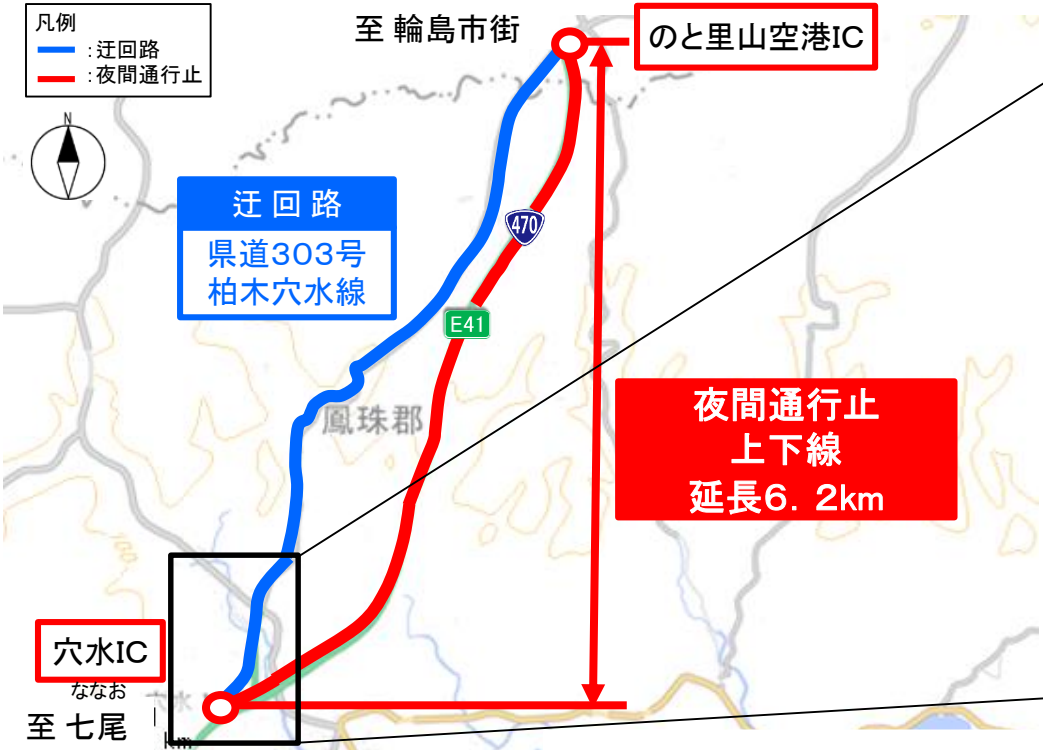 凡例
:迂回路
:夜間通行止
至 輪島市街
のと里山空港IC
N
迂回路
県道303号
柏木穴水線
470
E41
鳳珠郡
夜間通行止
上下線
延長6．2km
穴水IC
ななお
至 七尾
穴水
km